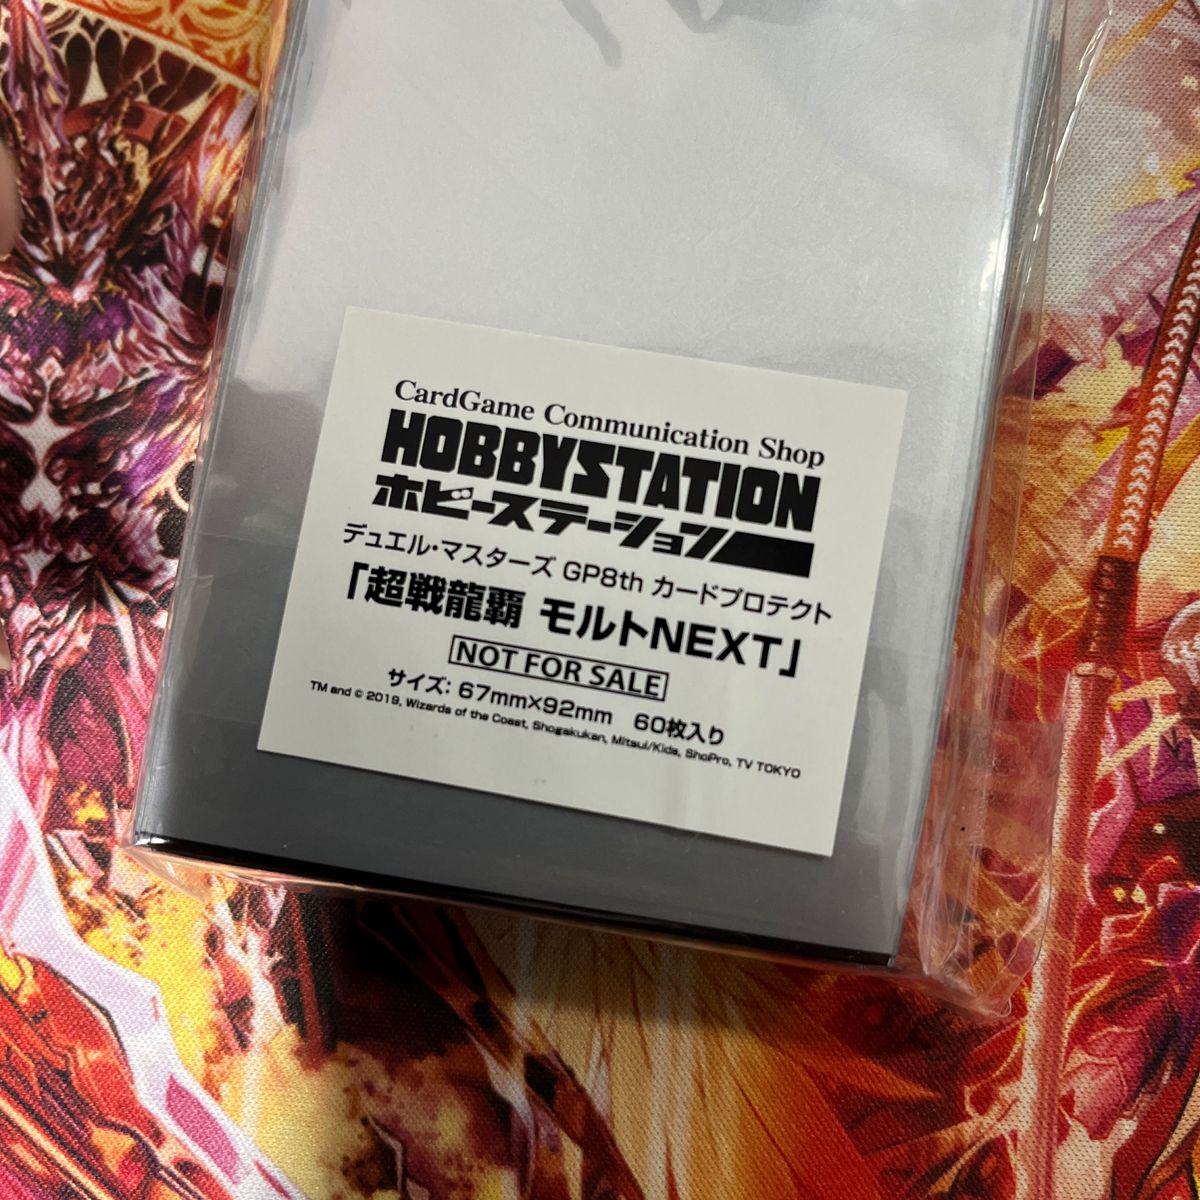 CardGame Communication Shop
HOBBYSTATION
ホビーステーション
デュエル・マスターズ GP8th カードプロテクト
「超戦龍覇 モルトNEXT」
NOT FOR SALE
サイズ: 67mm×92mm 60枚入り
TM and © 2019, Wizards of the Coast, Shogakukan, Mitsui/Kids, ShoPro, TV TOKYO